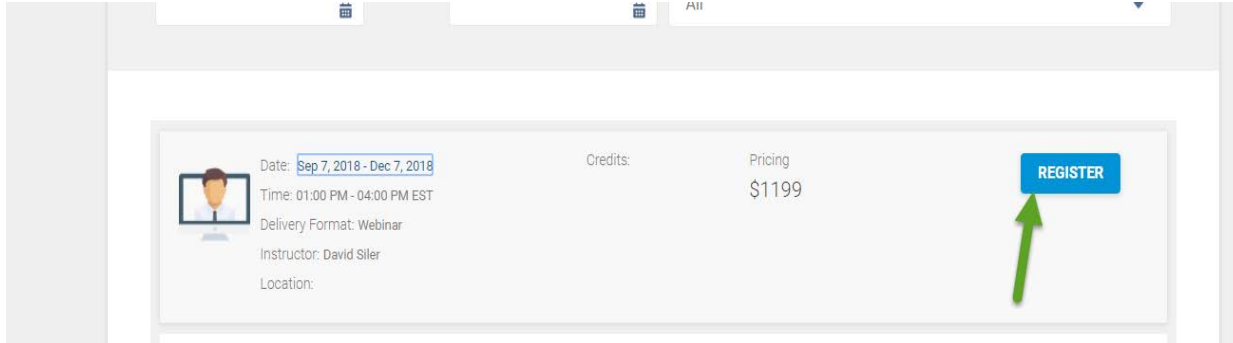 All
Date: Sep 7, 2018 - Dec 7, 2018
Time: 01:00 PM - 04:00 PM EST
Delivery Format: Webinar
Instructor: David Siler
Location:
Credits:
Pricing
$1199
REGISTER